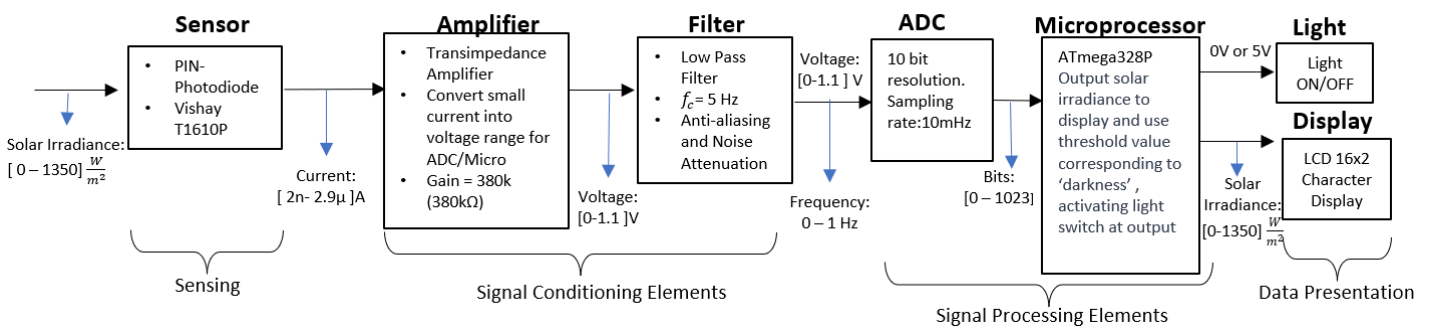 Sensor
Amplifier
Filter
ADC
Microprocessor
Light
Solar Irradiance:
[ 0 – 1350] W/m²
• PIN-
Photodiode
• Vishay
T1610P
Current:
[ 2n- 2.9µ ]A
• Transimpedance
Amplifier
• Convert small
current into
voltage range for
ADC/Micro
• Gain = 380k
(380kΩ)
Voltage:
[0-1.1 ]V
• Low Pass
Filter
• fc= 5 Hz
• Anti-aliasing
and Noise
Attenuation
Voltage:
[0-1.1 ] V
Frequency:
0 – 1 Hz
10 bit
resolution.
Sampling
rate:10mHz
Bits:
[0 – 1023]
ATmega328P
Output solar
irradiance to
display and use
threshold value
corresponding to
‘darkness’ ,
activating light
switch at output
0V or 5V
Light
ON/OFF
Display
Solar
Irradiance:
[0-1350] W/m²
LCD 16x2
Character
Display
Sensing
Signal Conditioning Elements
Signal Processing Elements
Data Presentation